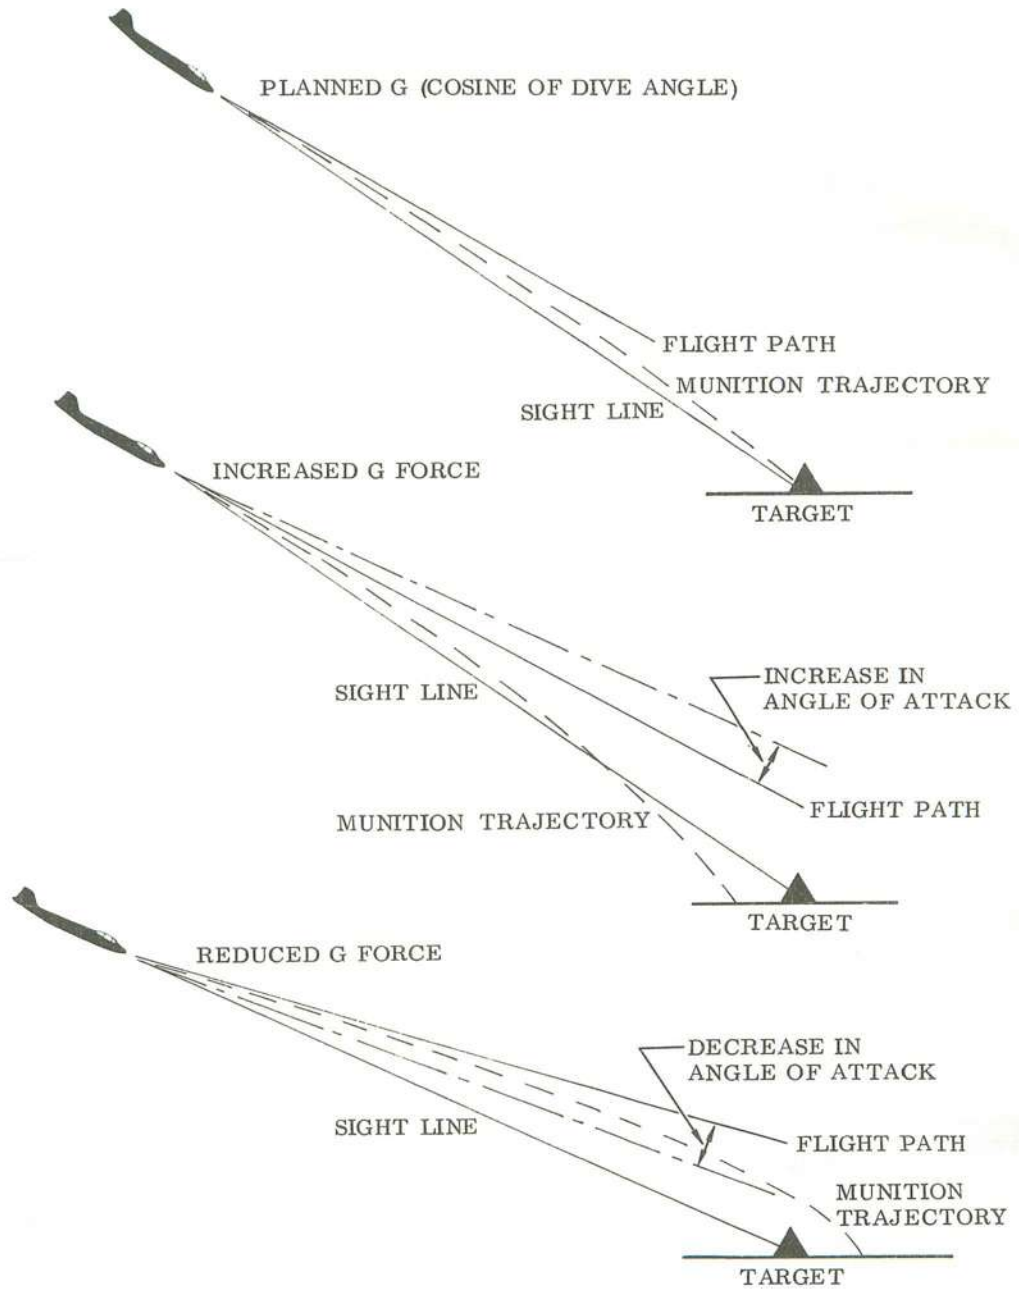 PLANNED G (COSINE OF DIVE ANGLE)
FLIGHT PATH
MUNITION TRAJECTORY
SIGHT LINE
TARGET
INCREASED G FORCE
INCREASE IN
ANGLE OF ATTACK
SIGHT LINE
FLIGHT PATH
MUNITION TRAJECTORY
TARGET
REDUCED G FORCE
DECREASE IN
ANGLE OF ATTACK
SIGHT LINE
FLIGHT PATH
MUNITION
TRAJECTORY
TARGET